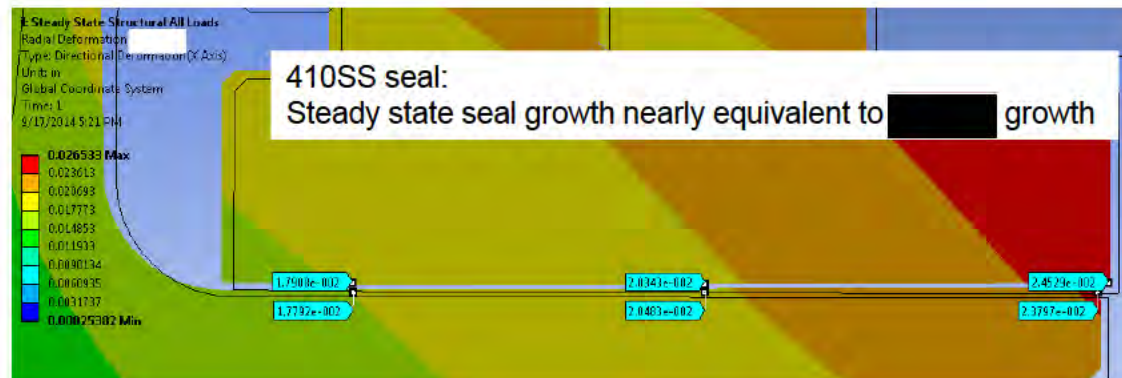 E: Steady State Structural All Loads
Radial Deformation
Type: Directional Deformation(X Axis)
Unit: in
Global Coordinate System
Time: 1
9/17/2014 5:21 PM
410SS seal:
Steady state seal growth nearly equivalent to growth
0.026533 Max
0.023613
0.020693
0.017773
0.014853
0.011933
0.0090134
0.0060935
0.0031737
0.00025382 Min
1.7908e-002
2.0343e-002
2.4529e-002
1.7792e-002
2.0483e-002
2.3797e-002